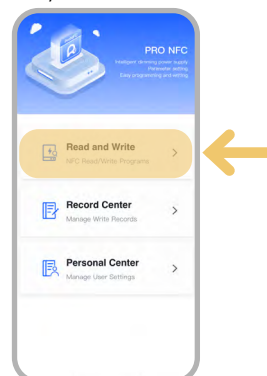 PRO NFC
Intelligent dimming power supply
Parameter setting
Easy programming and setting
Read and Write
NFC Read/Write Programs
Record Center
Manage Write Records
Personal Center
Manage User Settings